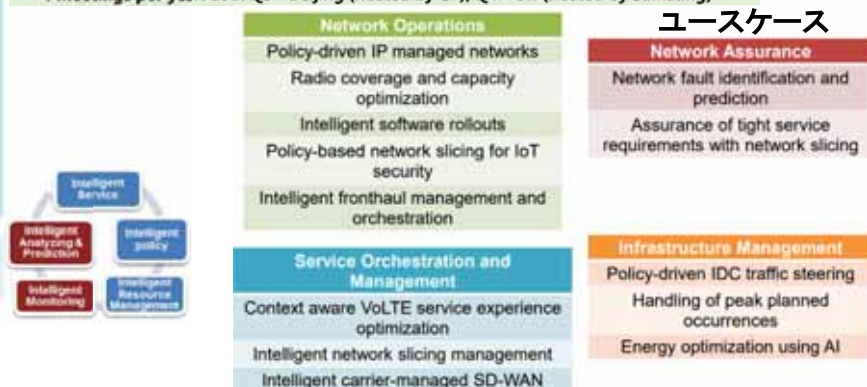 ユースケース
Network Operations
Policy-driven IP managed networks
Radio coverage and capacity
optimization
Intelligent software rollouts
Policy-based network slicing for IoT
security
Intelligent fronthaul management and
orchestration
Network Assurance
Network fault identification and
prediction
Assurance of tight service
requirements with network slicing
Intelligent
Service
Intelligent
Analyzing &
Prediction
Intelligent
policy
Intelligent
Monitoring
Intelligent
Resource
Management
Service Orchestration and
Management
Context aware VoLTE service experience
optimization
Intelligent network slicing management
Intelligent carrier-managed SD-WAN
Infrastructure Management
Policy-driven IDC traffic steering
Handling of peak planned
occurrences
Energy optimization using AI